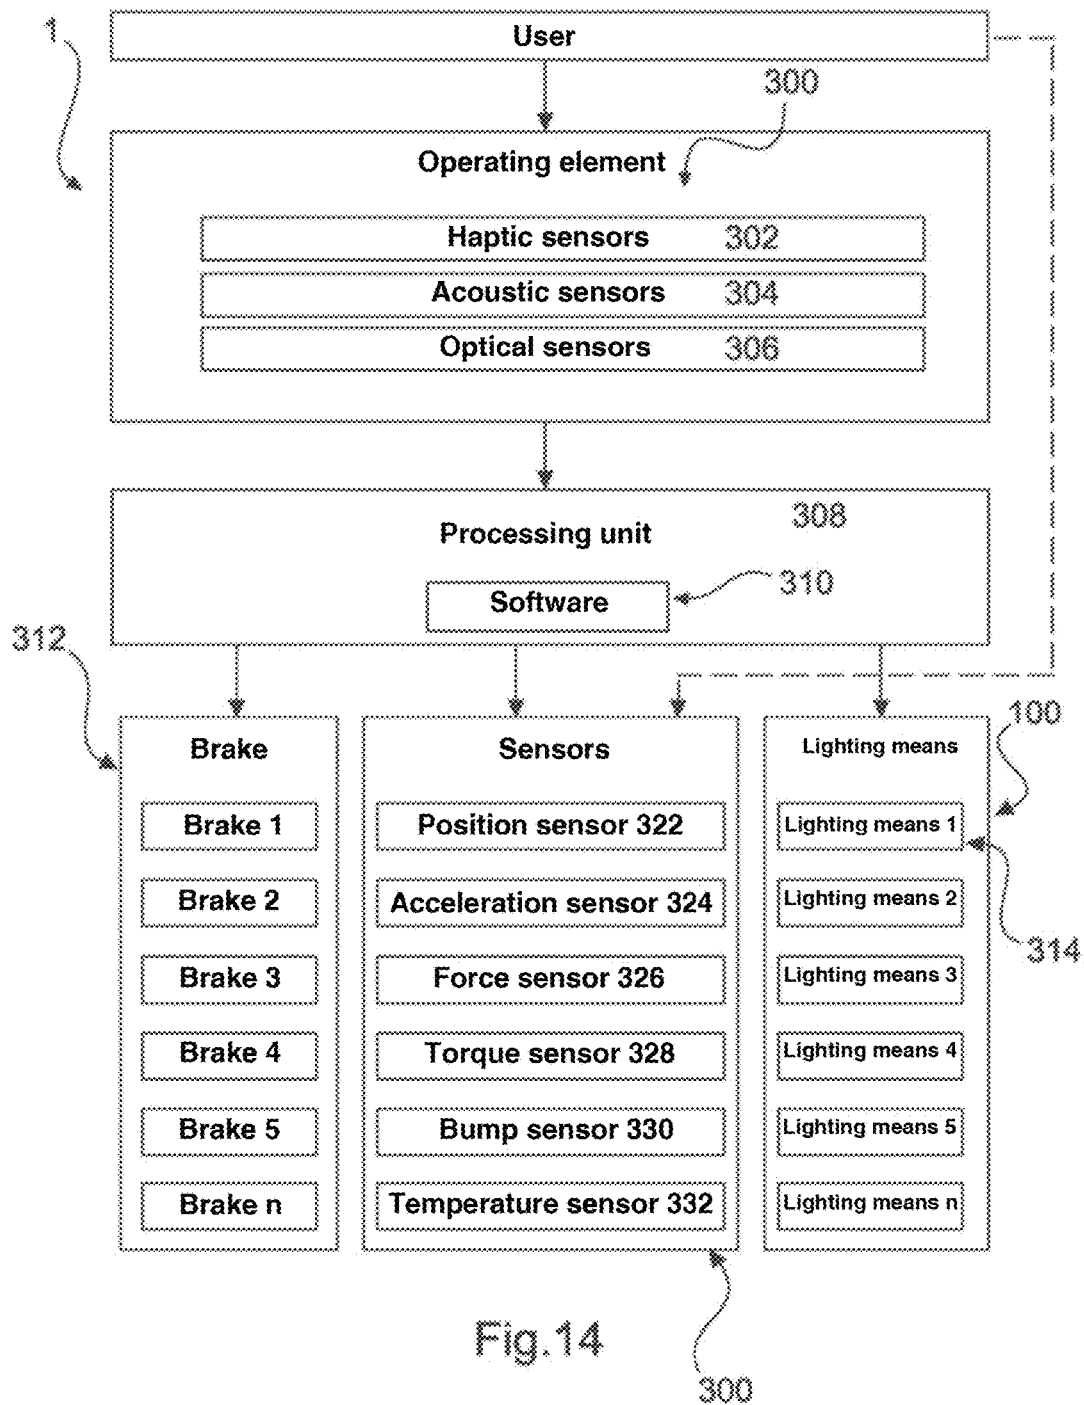 1
User
300
Operating element
Haptic sensors 302
Acoustic sensors 304
Optical sensors 306
308
Processing unit
Software
310
312
100
Brake
Brake 1
Brake 2
Brake 3
Brake 4
Brake 5
Brake n
Sensors
Position sensor 322
Acceleration sensor 324
Force sensor 326
Torque sensor 328
Bump sensor 330
Temperature sensor 332
Lighting means
Lighting means 1
Lighting means 2
Lighting means 3
Lighting means 4
Lighting means 5
Lighting means n
314
Fig.14
300